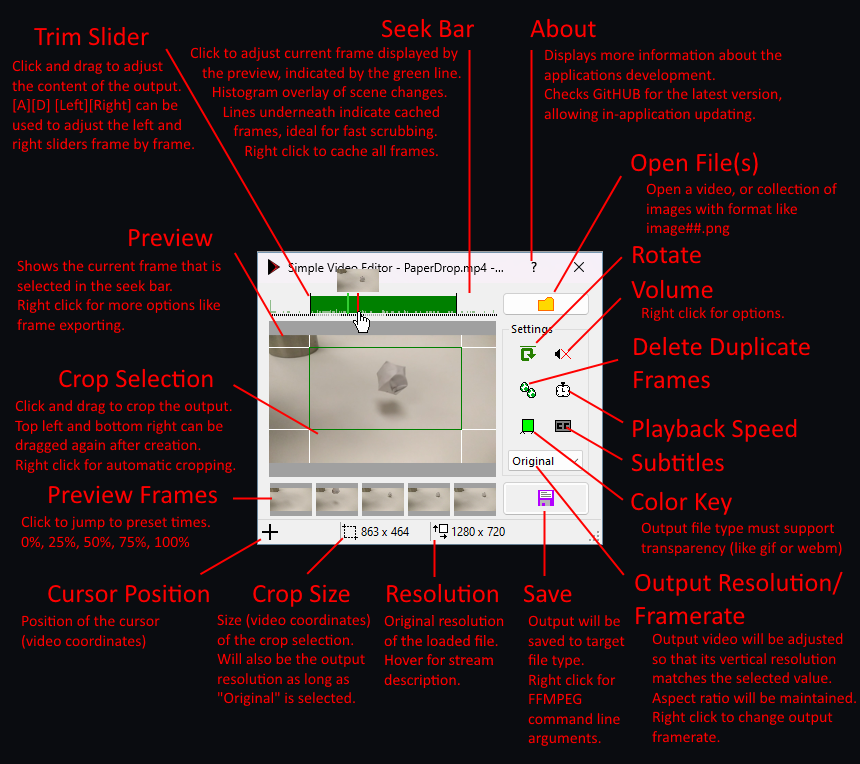 Trim Slider
Click and drag to adjust
the content of the output.
[A][D] [Left][Right] can be
used to adjust the left and
right sliders frame by frame.
Seek Bar
Click to adjust current frame displayed by
the preview, indicated by the green line.
Histogram overlay of scene changes.
Lines underneath indicate cached
frames, ideal for fast scrubbing.
Right click to cache all frames.
About
Displays more information about the
applications development.
Checks GitHUB for the latest version,
allowing in-application updating.
Open File(s)
Open a video, or collection of
images with format like
image##.png
Preview
Shows the current frame that is
selected in the seek bar.
Right click for more options like
frame exporting.
Simple Video Editor - PaperDrop.mp4 -...
?
Rotate
Volume
Right click for options.
Settings
Delete Duplicate
Frames
Crop Selection
Click and drag to crop the output.
Top left and bottom right can be
dragged again after creation.
Right click for automatic cropping.
Playback Speed
CC
Subtitles
Original
Preview Frames
Click to jump to preset times.
0%, 25%, 50%, 75%, 100%
Color Key
Output file type must support
transparency (like gif or webm)
863 x 464
1280 x 720
Cursor Position
Position of the cursor
(video coordinates)
Crop Size
Size (video coordinates)
of the crop selection.
Will also be the output
resolution as long as
"Original" is selected.
Resolution
Original resolution
of the loaded file.
Hover for stream
description.
Save
Output will be
saved to target
file type.
Right click for
FFMPEG
command line
arguments.
Output Resolution/
Framerate
Output video will be adjusted
so that its vertical resolution
matches the selected value.
Aspect ratio will be maintained.
Right click to change output
framerate.